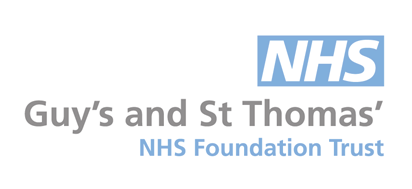 NHS
Guy's and St Thomas'
NHS Foundation Trust